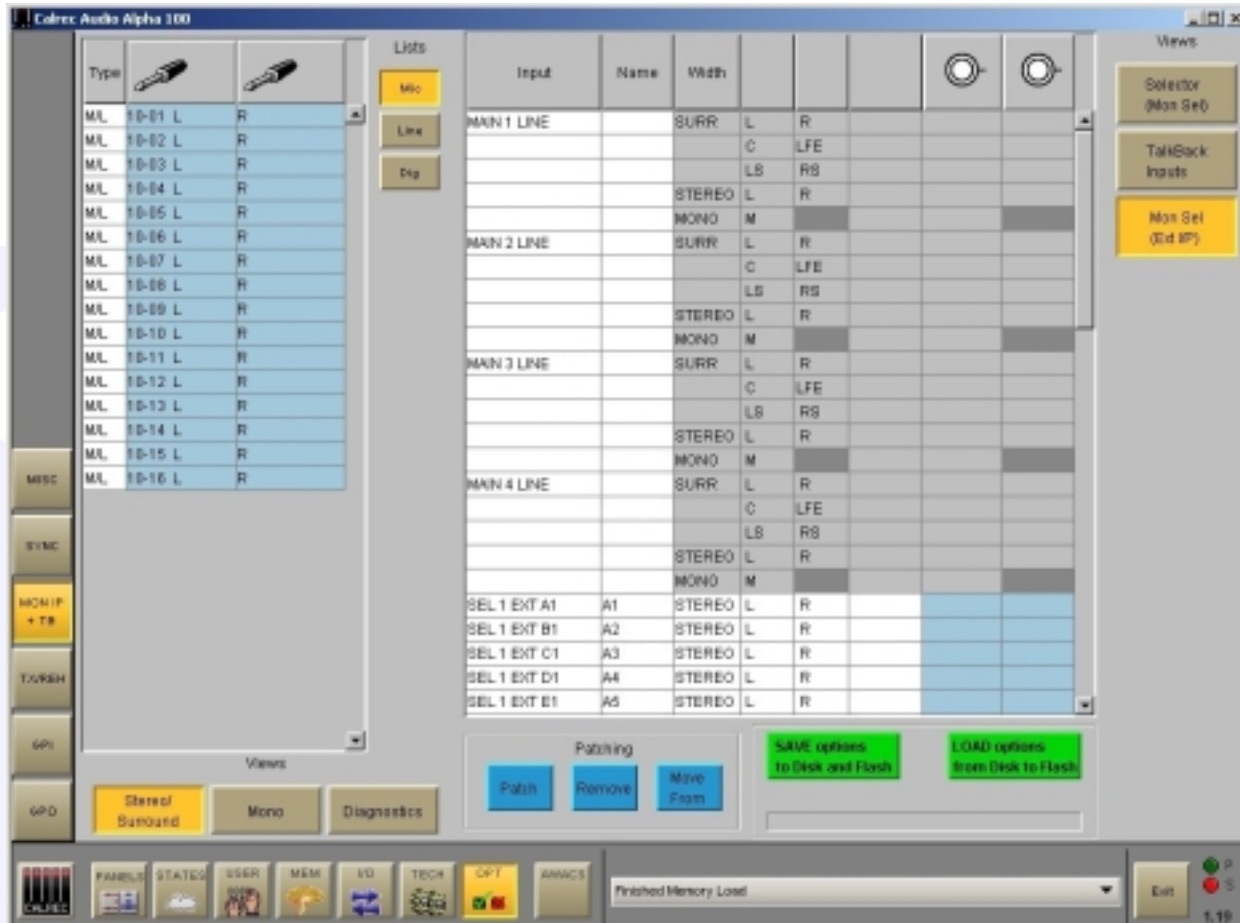 Calrec Audio Alpha 100
Type
M/L 10-01 L R
M/L 10-02 L R
M/L 10-03 L R
M/L 10-04 L R
M/L 10-05 L R
M/L 10-06 L R
M/L 10-07 L R
M/L 10-08 L R
M/L 10-09 L R
M/L 10-10 L R
M/L 10-11 L R
M/L 10-12 L R
M/L 10-13 L R
M/L 10-14 L R
M/L 10-15 L R
M/L 10-16 L R
Lists
Mic
Line
Dig
Input Name Width
MAIN 1 LINE SURR L R
C LFE
LS RS
STEREO L R
MONO M
MAIN 2 LINE SURR L R
C LFE
LS RS
STEREO L R
MONO M
MAIN 3 LINE SURR L R
C LFE
LS RS
STEREO L R
MONO M
MAIN 4 LINE SURR L R
C LFE
LS RS
STEREO L R
MONO M
SEL 1 EXT A1 A1 STEREO L R
SEL 1 EXT B1 A2 STEREO L R
SEL 1 EXT C1 A3 STEREO L R
SEL 1 EXT D1 A4 STEREO L R
SEL 1 EXT E1 A5 STEREO L R
Views
Selector
(Mon Sel)
TalkBack
Inputs
Mon Sel
(Ext I/P)
MISC
SYNC
MON IP
+ TB
TX/REH
GPI
GPO
Views
Stereo/
Surround
Mono
Diagnostics
Patching
Patch
Remove
Move
From
SAVE options
to Disk and Flash
LOAD options
from Disk to Flash
CALREC
PANELS
STATES
USER
MEM
I/O
TECH
OPT
AWACS
Finished Memory Load
Exit
P
S
1.19